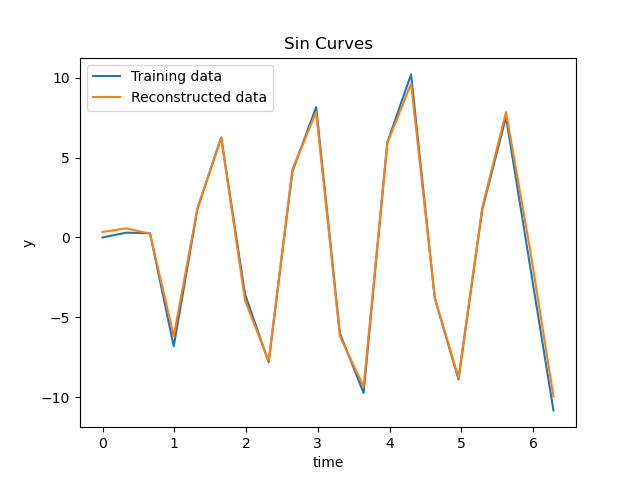 Sin Curves
Training data
Reconstructed data
10
5
0
−5
−10
y
0 1 2 3 4 5 6
time